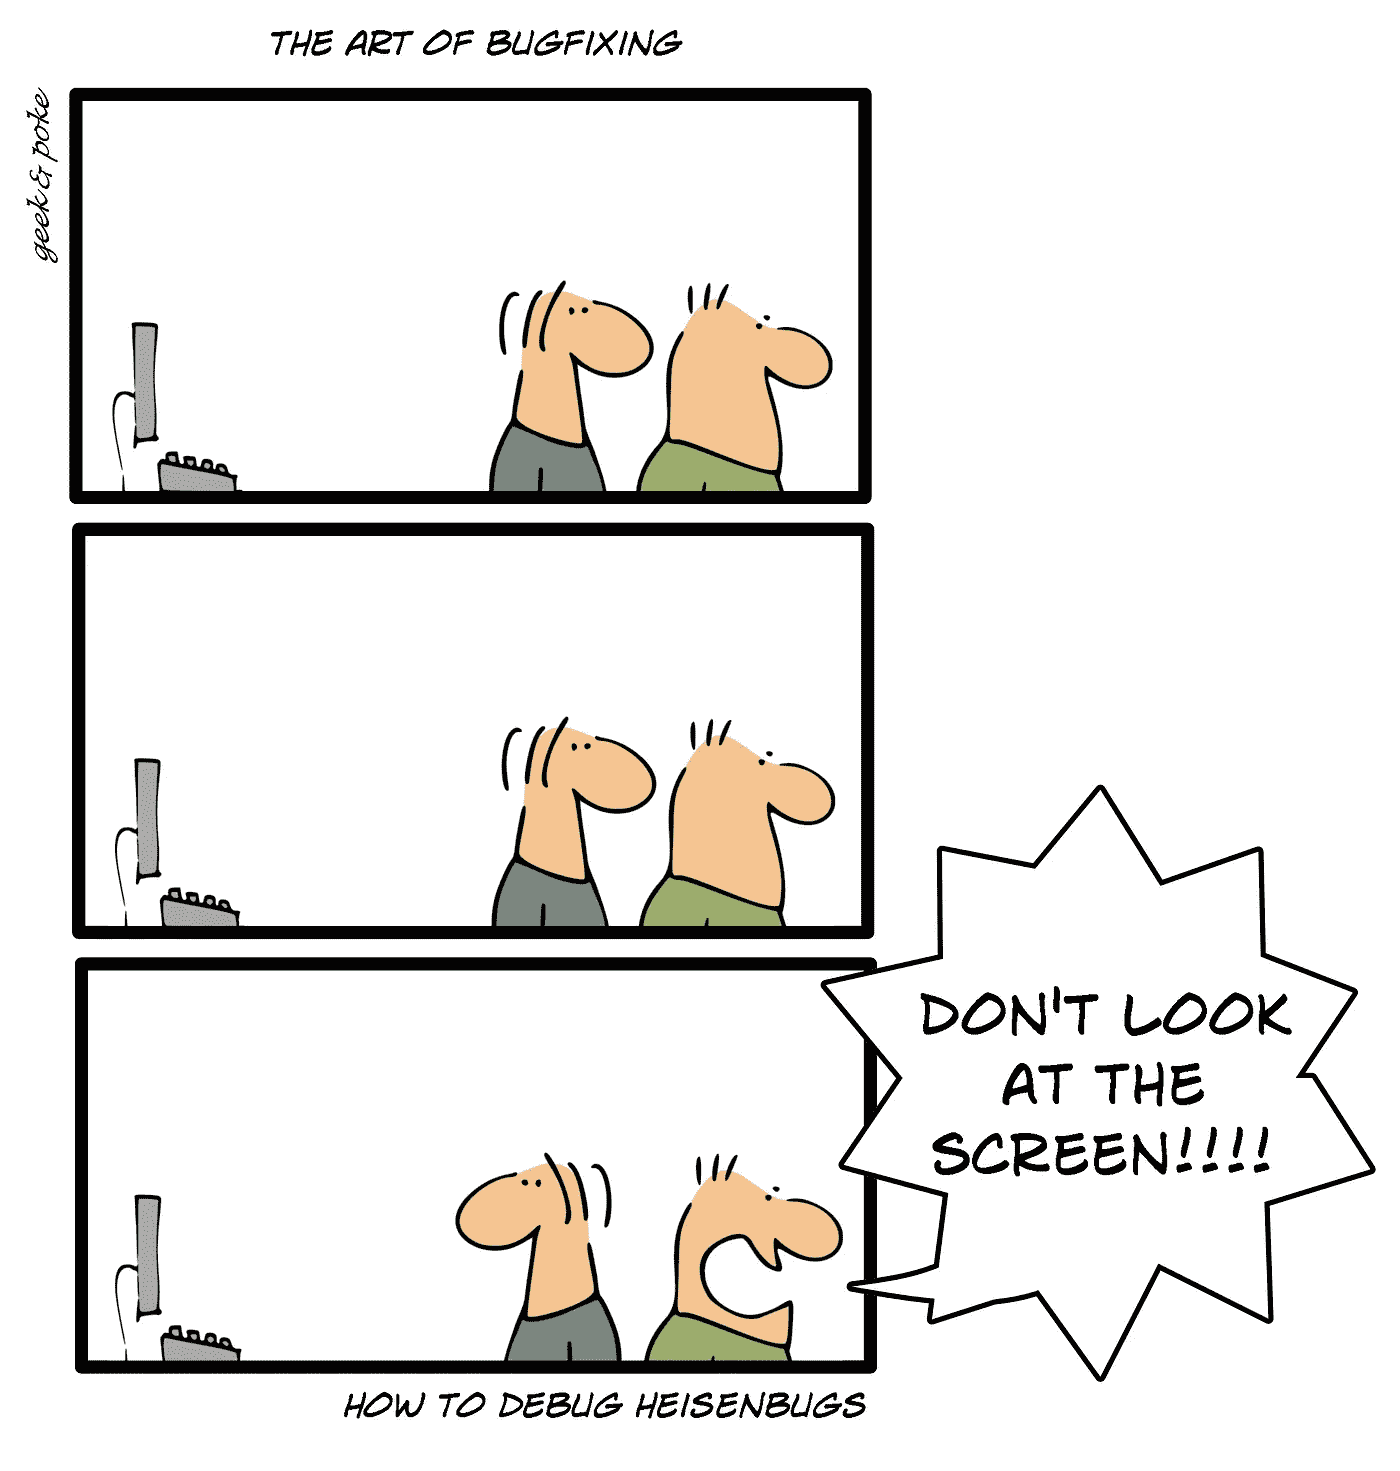 THE ART OF BUGFIXING
geek & poke
DON'T LOOK
AT THE
SCREEN!!!!
HOW TO DEBUG HEISENBUGS